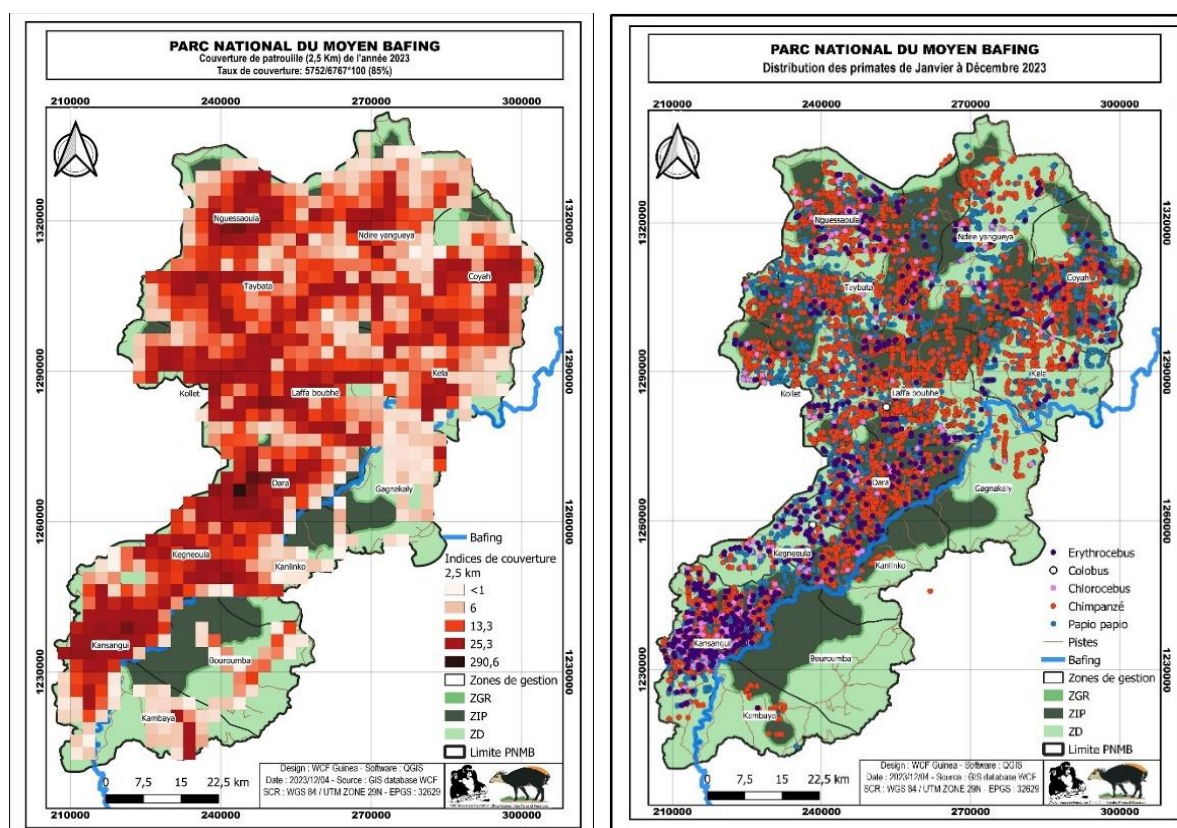 PARC NATIONAL DU MOYEN BAFING
Couverture de patrouille (2,5 Km) de l'année 2023
Taux de couverture: 5752/6767*100 (85%)
210000 240000 270000 300000
1320000
1290000
1260000
1230000
Nguessaoula
Ndire yangueya
Coyah
Taybata
Kela
Kollet
Laffa boubhe
Dara
Gagnakaly
Kegneoula
Kanlinko
Kansangui
Bouroumba
Kambaya
Bafing
Indices de couverture
2,5 km
<1
6
13,3
25,3
290,6
Zones de gestion
ZGR
ZIP
ZD
Limite PNMB
0 7,5 15 22,5 km
Design : WCF Guinea - Software : QGIS
Date : 2023/12/04 - Source : GIS database WCF
SCR : WGS 84 / UTM ZONE 29N - EPGS : 32629
210000 240000 270000 300000
PARC NATIONAL DU MOYEN BAFING
Distribution des primates de Janvier à Décembre 2023
210000 240000 270000 300000
1320000
1290000
1260000
1230000
Nguessaoula
Ndire yangueya
Coyah
Taybata
Kela
Kollet
Laffa boubhe
Dara
Gagnakaly
Kegneoula
Kanlinko
Kansangui
Bouroumba
Kambaya
Erythrocebus
Colobus
Chlorocebus
Chimpanzé
Papio papio
Pistes
Bafing
Zones de gestion
ZGR
ZIP
ZD
Limite PNMB
0 7,5 15 22,5 km
Design : WCF Guinea - Software : QGIS
Date : 2023/12/04 - Source : GIS database WCF
SCR : WGS 84 / UTM ZONE 29N - EPGS : 32629
210000 240000 270000 300000